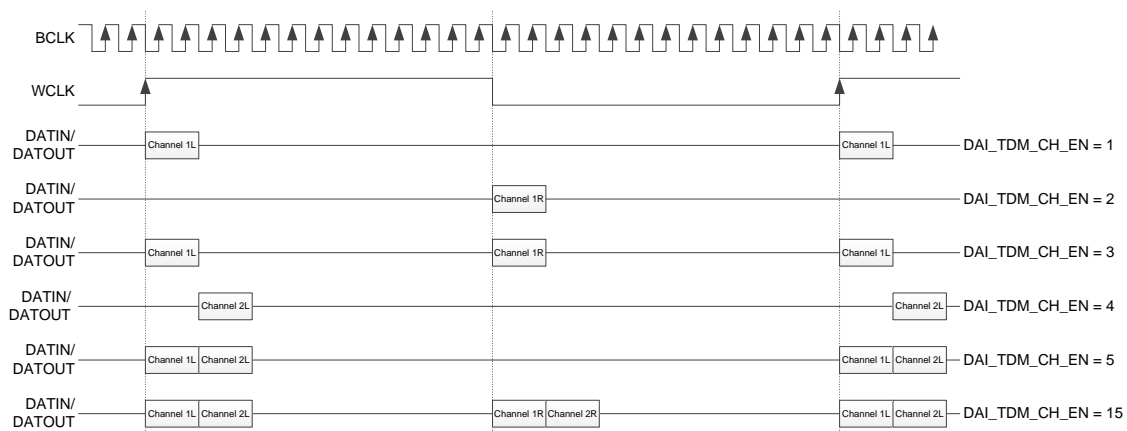 BCLK
WCLK
DATIN/
DATOUT
Channel 1L
Channel 1L
DAI_TDM_CH_EN = 1
DATIN/
DATOUT
Channel 1R
DAI_TDM_CH_EN = 2
DATIN/
DATOUT
Channel 1L
Channel 1R
Channel 1L
DAI_TDM_CH_EN = 3
DATIN/
DATOUT
Channel 2L
Channel 2L
DAI_TDM_CH_EN = 4
DATIN/
DATOUT
Channel 1L
Channel 2L
Channel 1L
Channel 2L
DAI_TDM_CH_EN = 5
DATIN/
DATOUT
Channel 1L
Channel 2L
Channel 1R
Channel 2R
Channel 1L
Channel 2L
DAI_TDM_CH_EN = 15